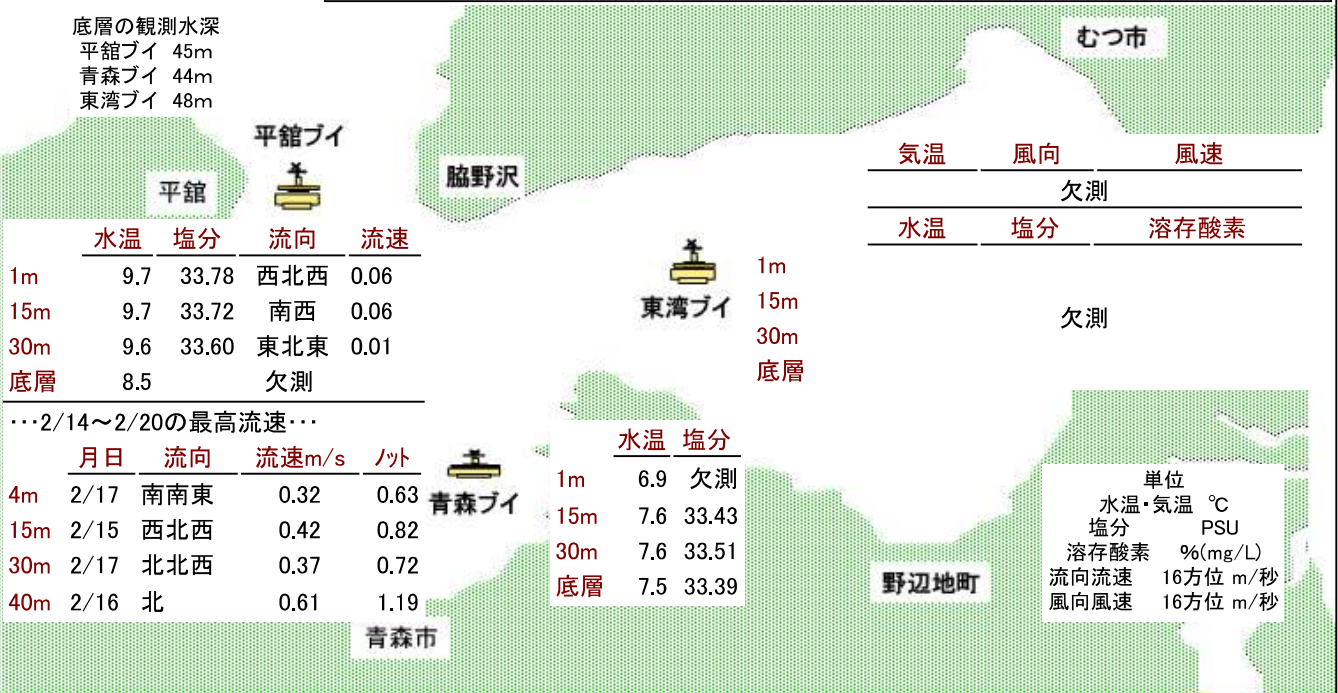 底層の観測水深
平舘ブイ 45m
青森ブイ 44m
東湾ブイ 48m
むつ市
平舘ブイ
平舘
脇野沢
水温 塩分 流向 流速
1m 9.7 33.78 西北西 0.06
15m 9.7 33.72 南西 0.06
30m 9.6 33.60 東北東 0.01
底層 8.5 欠測
気温 風向 風速
欠測
水温 塩分 溶存酸素
東湾ブイ
1m
15m
30m
底層
欠測
…2/14～2/20の最高流速…
月日 流向 流速m/s ノット
4m 2/17 南南東 0.32 0.63
15m 2/15 西北西 0.42 0.82
30m 2/17 北北西 0.37 0.72
40m 2/16 北 0.61 1.19
青森ブイ
水温 塩分
1m 6.9 欠測
15m 7.6 33.43
30m 7.6 33.51
底層 7.5 33.39
青森市
野辺地町
単位
水温・気温 ℃
塩分 PSU
溶存酸素 %(mg/L)
流向流速 16方位 m/秒
風向風速 16方位 m/秒